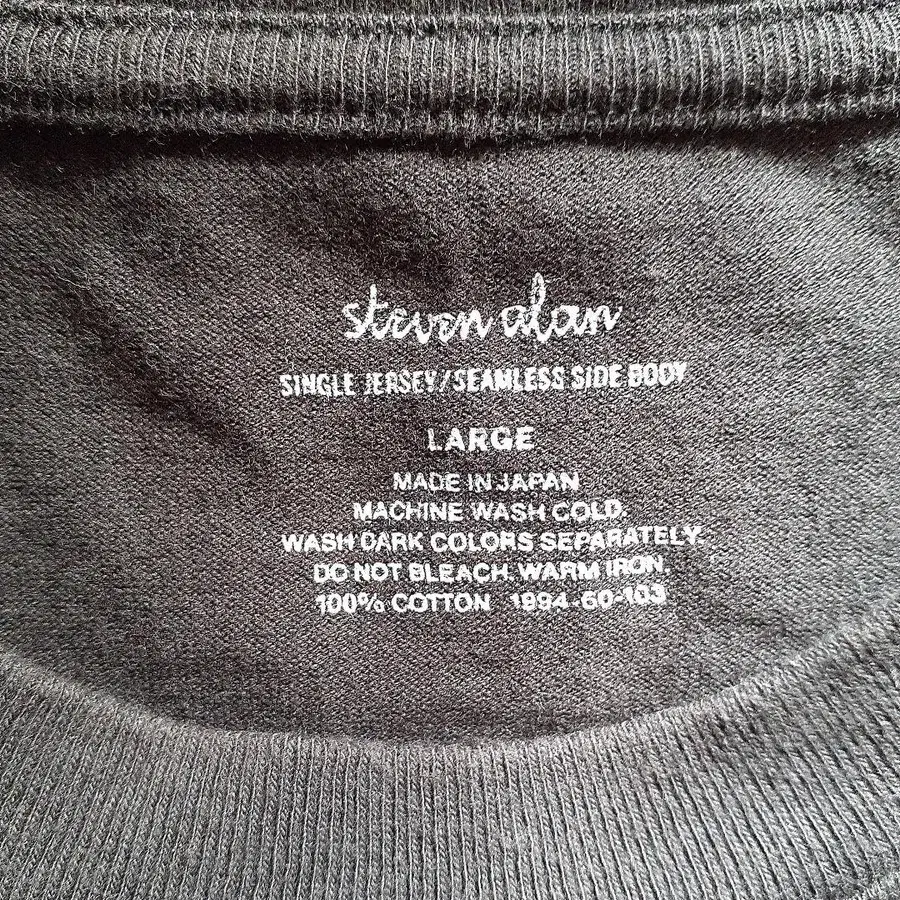 steven alan
SINGLE JERSEY/SEAMLESS SIDE BODY
LARGE
MADE IN JAPAN
MACHINE WASH COLD.
WASH DARK COLORS SEPARATELY.
DO NOT BLEACH. WARM IRON.
100% COTTON 1994-60-103